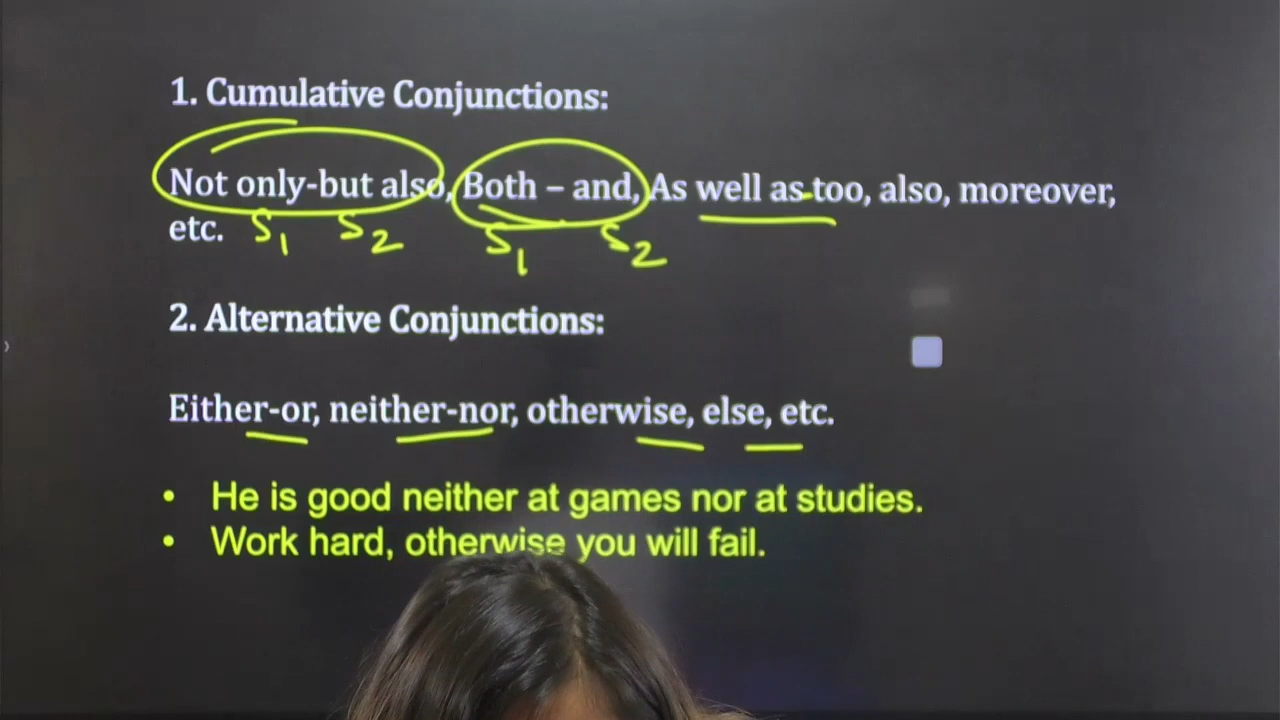 1. Cumulative Conjunctions:
Not only-but also, Both – and, As well as too, also, moreover,
etc. S1 S2 S1 S2
2. Alternative Conjunctions:
Either-or, neither-nor, otherwise, else, etc.
• He is good neither at games nor at studies.
• Work hard, otherwise you will fail.